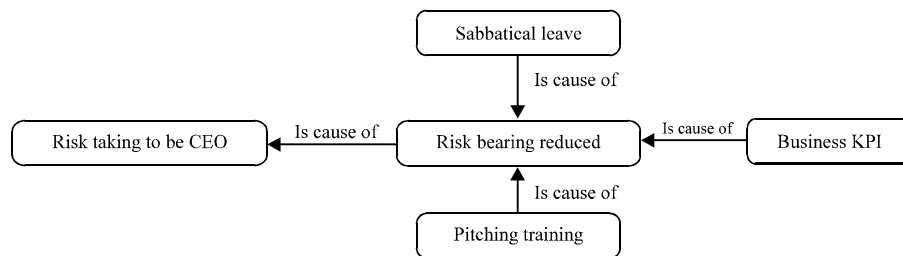 Sabbatical leave
Is cause of
Risk taking to be CEO
Is cause of
Risk bearing reduced
Is cause of
Business KPI
Is cause of
Pitching training